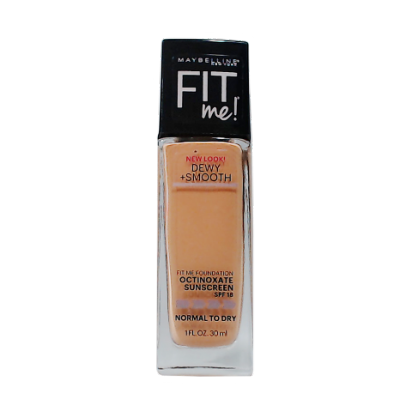 MAYBELLINE
NEW YORK
FIT
me!
NEW LOOK!
DEWY
+SMOOTH
FIT ME FOUNDATION
OCTINOXATE
SUNSCREEN
SPF 18
NORMAL TO DRY
1 FL OZ. 30 ml